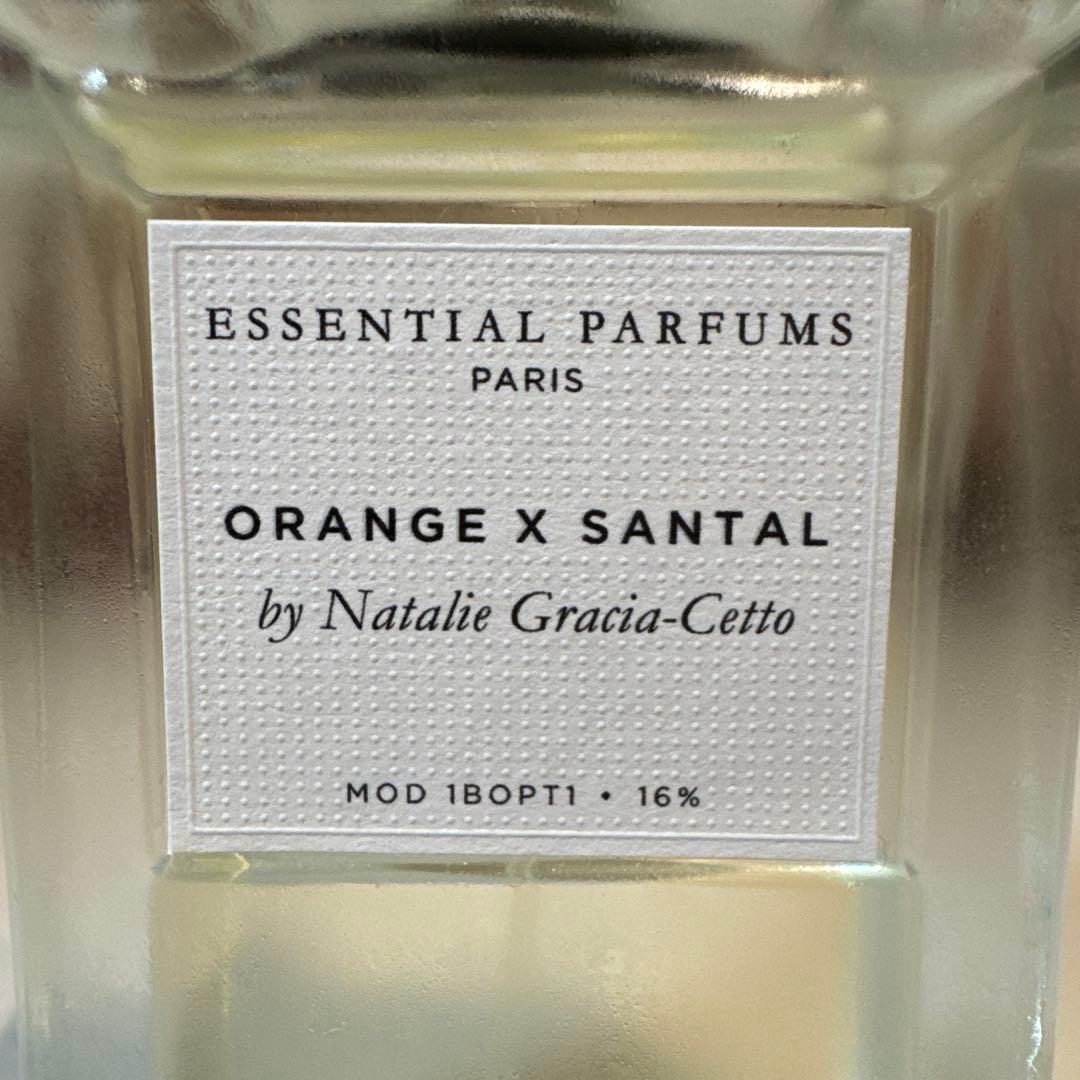 ESSENTIAL PARFUMS
PARIS
ORANGE X SANTAL
by Natalie Gracia-Cetto
MOD 1BOPT1 • 16%